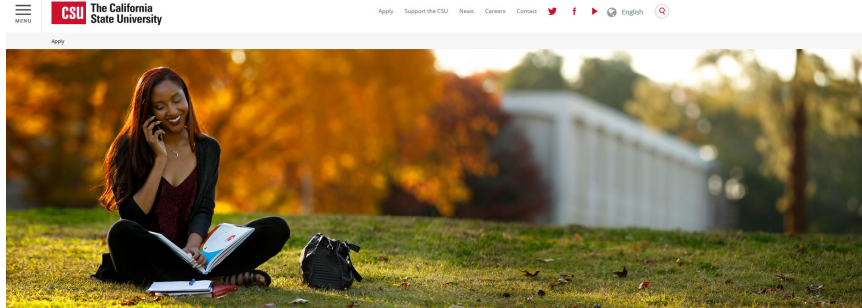 MENU
CSU The California
State University
Apply Support the CSU News Careers Contact English
Apply